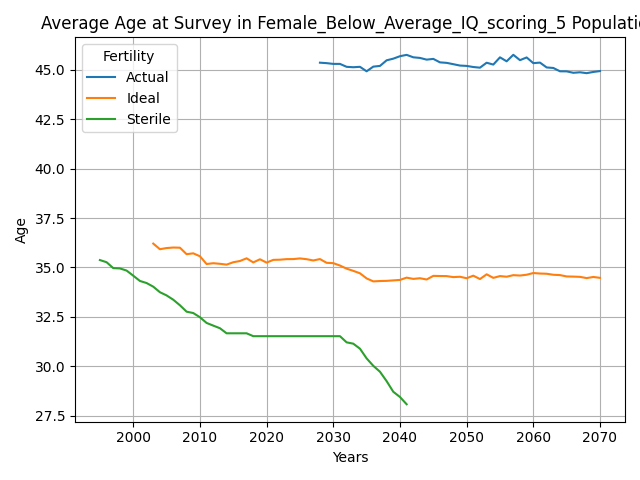 Average Age at Survey in Female_Below_Average_IQ_scoring_5 Populatio
Fertility
Actual
Ideal
Sterile
45.0
42.5
40.0
37.5
35.0
32.5
30.0
27.5
Age
2000 2010 2020 2030 2040 2050 2060 2070
Years